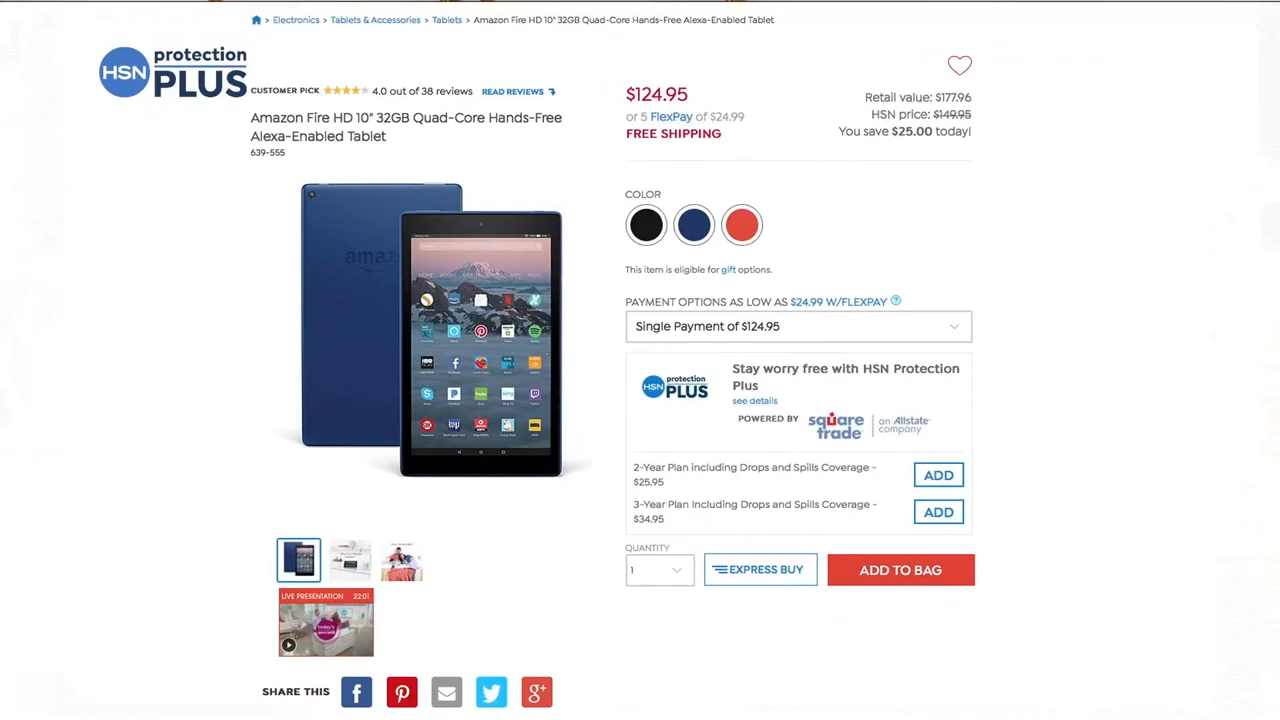 > Electronics > Tablets & Accessories > Tablets > Amazon Fire HD 10" 32GB Quad-Core Hands-Free Alexa-Enabled Tablet
HSN protection PLUS
CUSTOMER PICK 4.0 out of 38 reviews READ REVIEWS
Amazon Fire HD 10" 32GB Quad-Core Hands-Free
Alexa-Enabled Tablet
639-555
amazon
$124.95
or 5 FlexPay of $24.99
FREE SHIPPING
Retail value: $177.96
HSN price: $149.95
You save $25.00 today!
COLOR
This item is eligible for gift options.
PAYMENT OPTIONS AS LOW AS $24.99 W/FLEXPAY ?
Single Payment of $124.95
HSN protection PLUS
Stay worry free with HSN Protection
Plus
see details
POWERED BY square trade an Allstate company
2-Year Plan including Drops and Spills Coverage -
$25.95
ADD
3-Year Plan Including Drops and Spills Coverage -
$34.95
ADD
QUANTITY
1
EXPRESS BUY
ADD TO BAG
LIVE PRESENTATION 22:01
today's special
SHARE THIS f g+